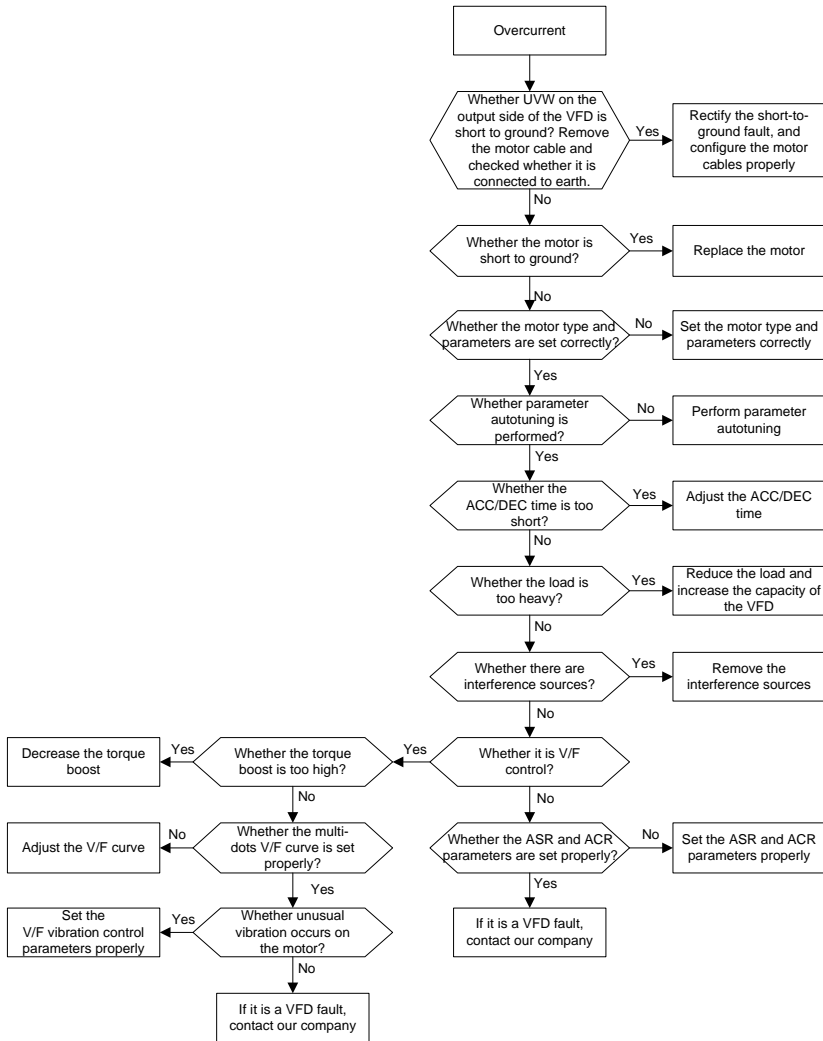 Overcurrent
Whether UVW on the
output side of the VFD is
short to ground? Remove
the motor cable and
checked whether it is
connected to earth.
Yes
Rectify the short-to-
ground fault, and
configure the motor
cables properly
No
Whether the motor is
short to ground?
Yes
Replace the motor
No
Whether the motor type and
parameters are set correctly?
No
Set the motor type and
parameters correctly
Yes
Whether parameter
autotuning is
performed?
No
Perform parameter
autotuning
Yes
Whether the
ACC/DEC time is too
short?
Yes
Adjust the ACC/DEC
time
No
Whether the load is
too heavy?
Yes
Reduce the load and
increase the capacity of
the VFD
No
Whether there are
interference sources?
Yes
Remove the
interference sources
No
Whether it is V/F
control?
Yes
Whether the torque
boost is too high?
Yes
Decrease the torque
boost
No
No
Whether the multi-
dots V/F curve is set
properly?
No
Adjust the V/F curve
Whether the ASR and ACR
parameters are set properly?
No
Set the ASR and ACR
parameters properly
Yes
Yes
Whether unusual
vibration occurs on
the motor?
Yes
Set the
V/F vibration control
parameters properly
If it is a VFD fault,
contact our company
No
If it is a VFD fault,
contact our company